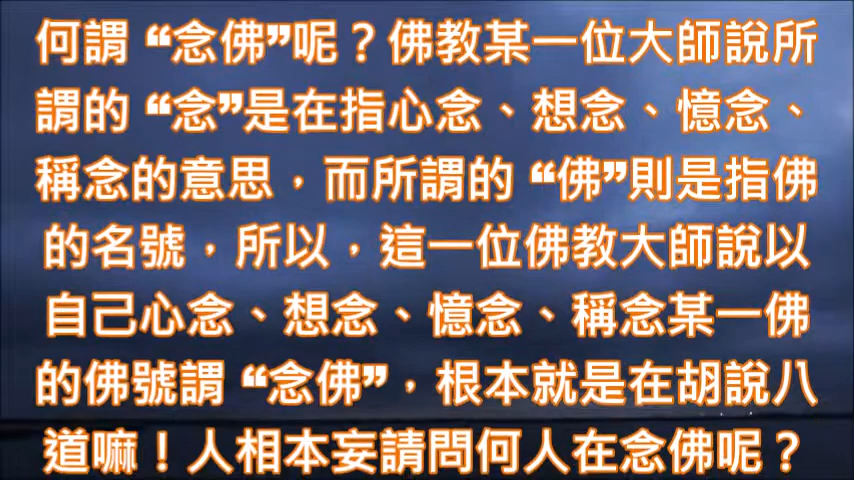 何謂 “念佛”呢？佛教某一位大師說所
謂的 “念”是在指心念、想念、憶念、
稱念的意思，而所謂的 “佛”則是指佛
的名號，所以，這一位佛教大師說以
自己心念、想念、憶念、稱念某一佛
的佛號謂 “念佛”，根本就是在胡說八
道嘛！人相本妄請問何人在念佛呢？